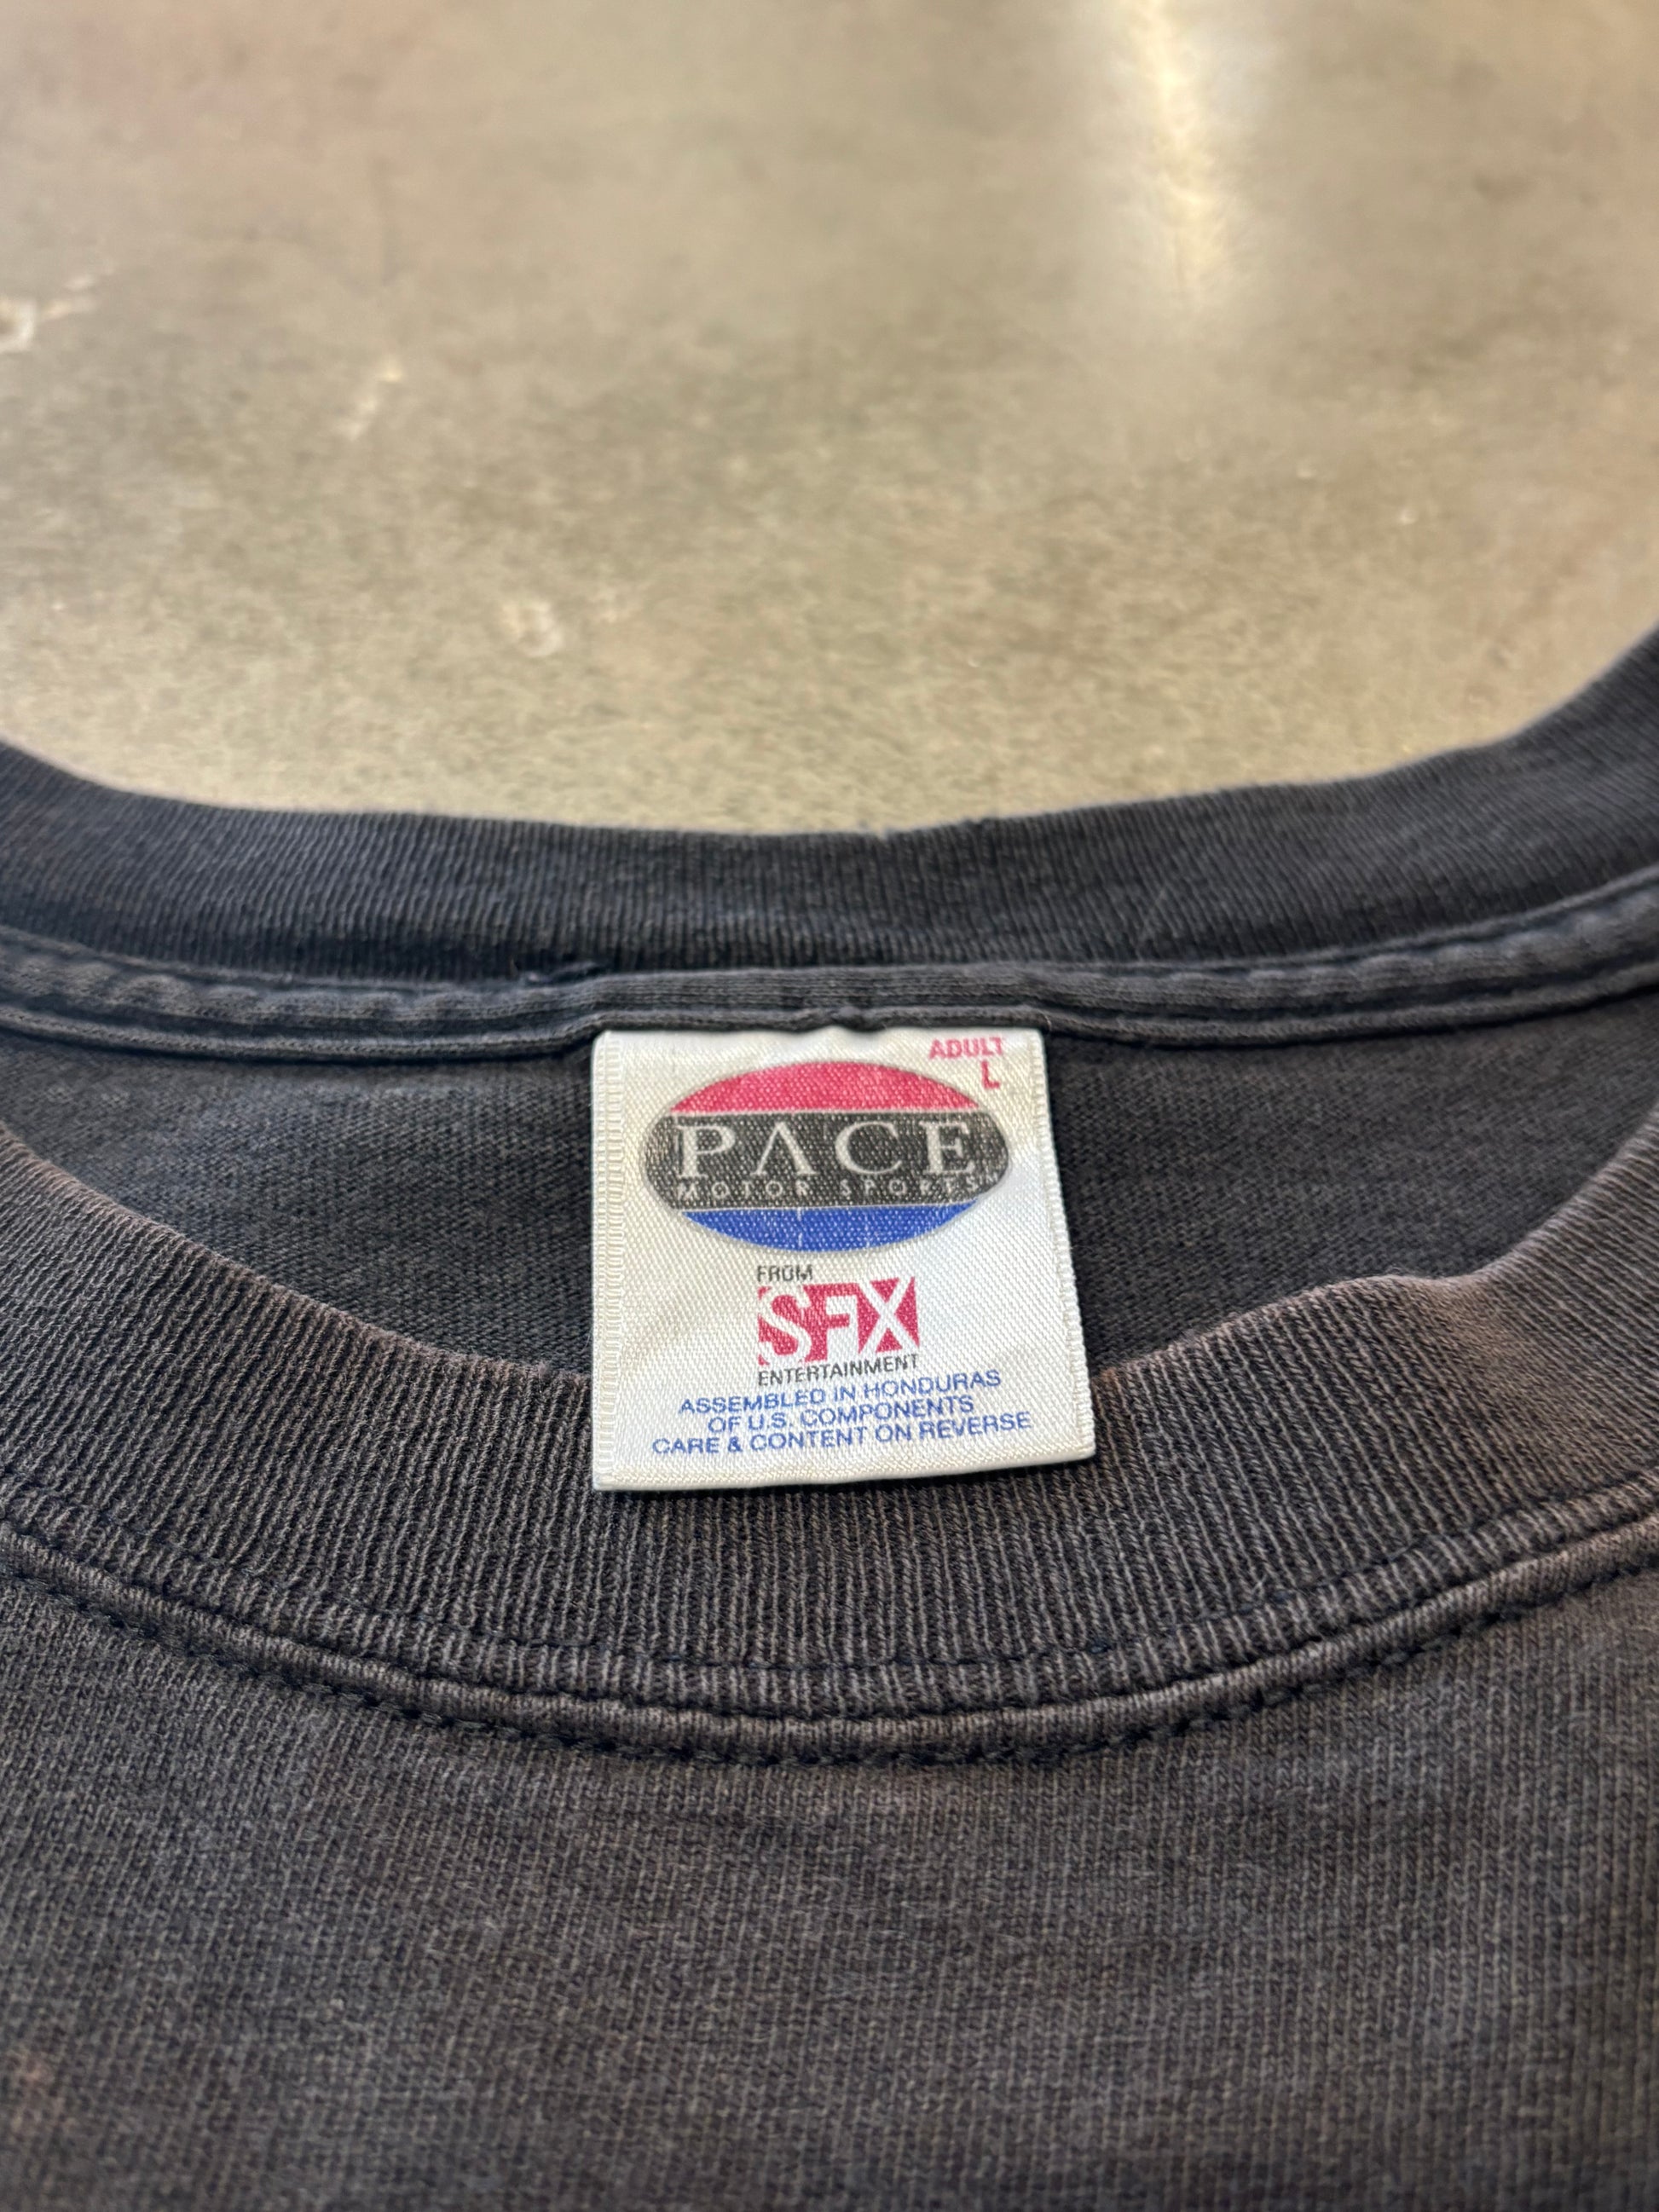 ADULT
L
PACE
MOTOR SPORTS
FROM
SFX
ENTERTAINMENT
ASSEMBLED IN HONDURAS
OF U.S. COMPONENTS
CARE & CONTENT ON REVERSE